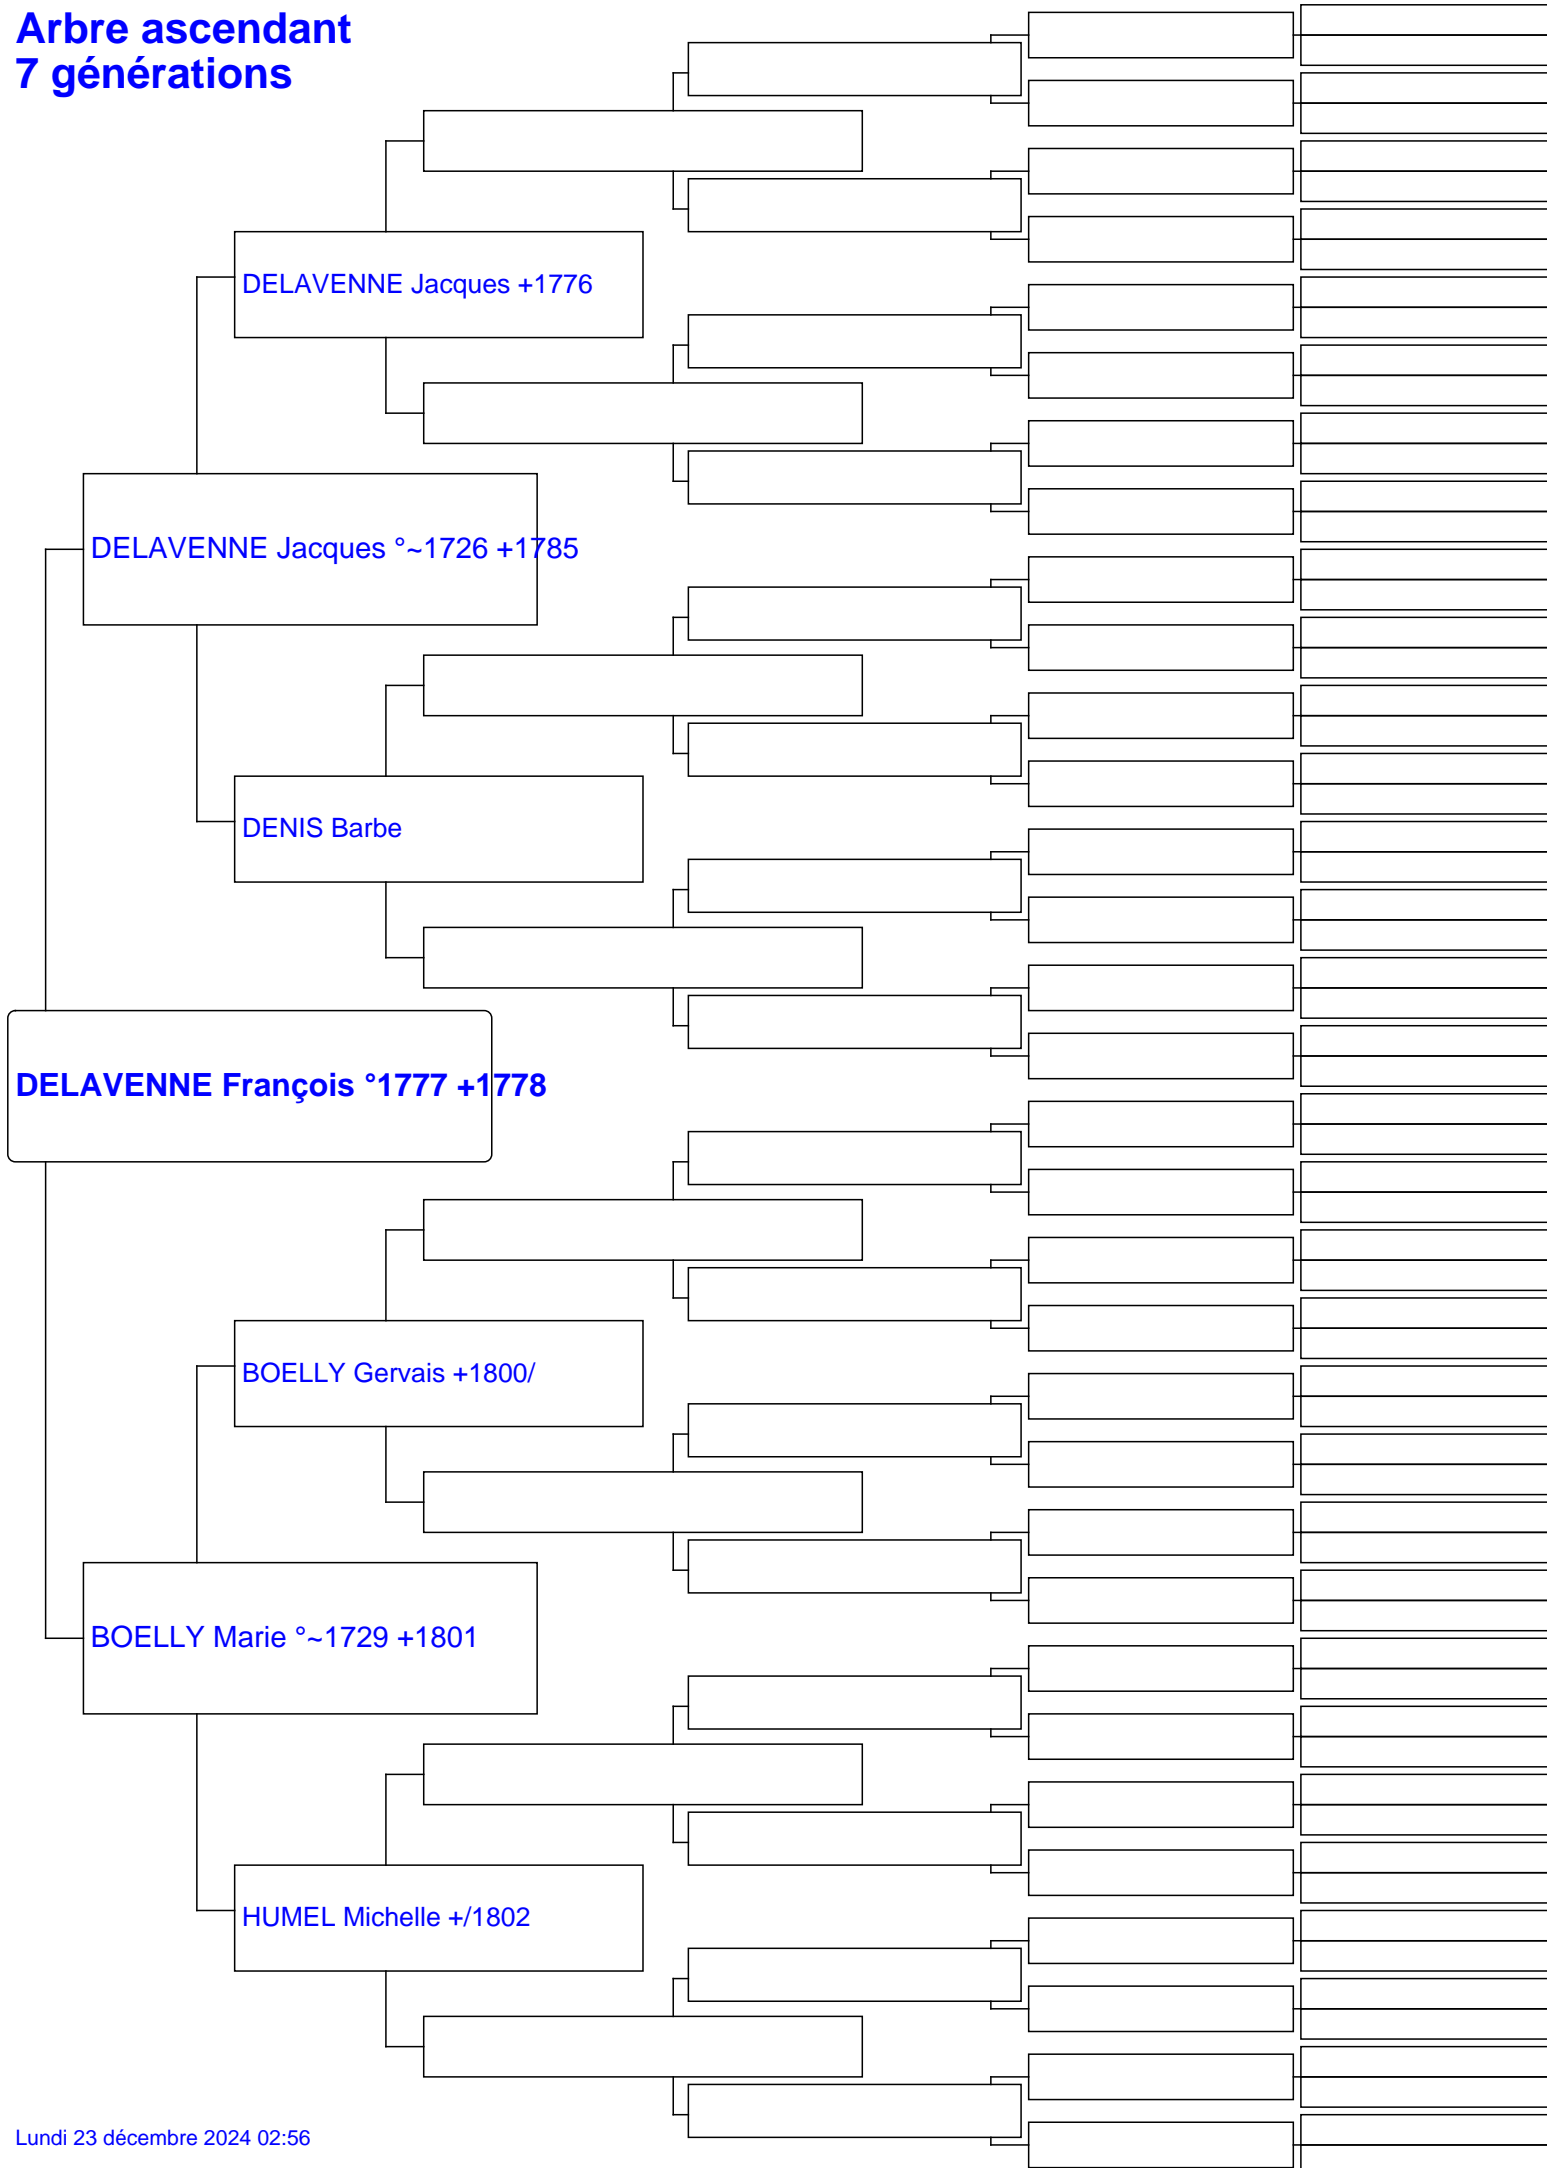 Arbre ascendant
7 générations
DELAVENNE Jacques +1776
DELAVENNE Jacques °~1726 +1785
DENIS Barbe
DELAVENNE François °1777 +1778
BOELLY Gervais +1800/
BOELLY Marie °~1729 +1801
HUMEL Michelle +/1802
Lundi 23 décembre 2024 02:56